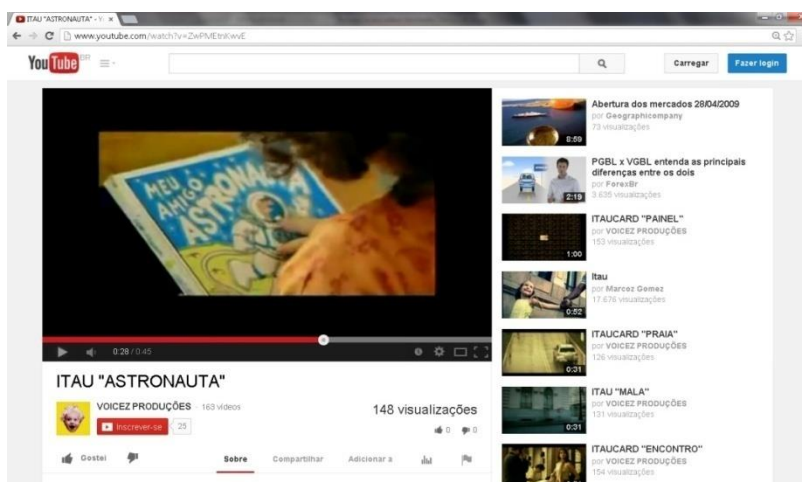 ITAU "ASTRONAUTA" - Yo
www.youtube.com/watch?v=ZwPMEtnKwvE
YouTube BR
Carregar
Fazer login
MEU AMIGO ASTRONAUTA
0:28 / 0:45
ITAU "ASTRONAUTA"
VOICEZ PRODUÇÕES · 163 vídeos
Inscrever-se 25
148 visualizações
0 0
Gostei
Sobre Compartilhar Adicionar a
Abertura dos mercados 28/04/2009
por Geographicompany
73 visualizações
8:59
PGBL x VGBL entenda as principais
diferenças entre os dois
por ForexBr
3.635 visualizações
2:19
ITAUCARD "PAINEL"
por VOICEZ PRODUÇÕES
153 visualizações
1:00
Itau
por Marcoz Gomez
17.676 visualizações
0:52
ITAUCARD "PRAIA"
por VOICEZ PRODUÇÕES
126 visualizações
0:31
ITAU "MALA"
por VOICEZ PRODUÇÕES
131 visualizações
0:31
ITAUCARD "ENCONTRO"
por VOICEZ PRODUÇÕES
154 visualizações